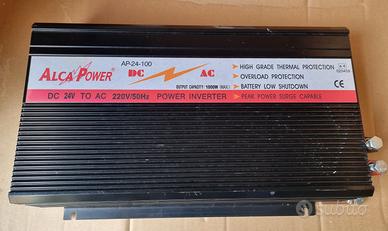 ALCA POWER
AP-24-100
DC AC
OUTPUT CAPACITY: 1000W (MAX.)
HIGH GRADE THERMAL PROTECTION
OVERLOAD PROTECTION
BATTERY LOW SHUTDOWN
PEAK POWER SURGE CAPABLE
DC 24V TO AC 220V/50Hz POWER INVERTER
CE
subito